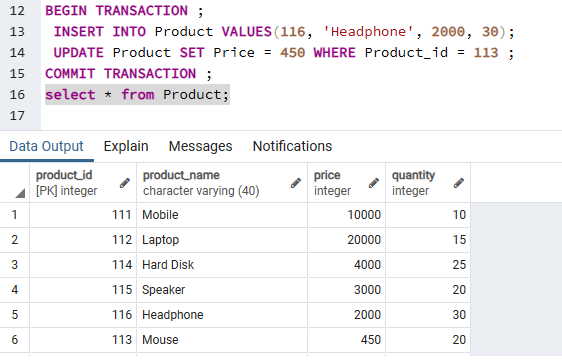 12 BEGIN TRANSACTION ;
13 INSERT INTO Product VALUES(116, 'Headphone', 2000, 30);
14 UPDATE Product SET Price = 450 WHERE Product_id = 113 ;
15 COMMIT TRANSACTION ;
16 select * from Product;
17
Data Output Explain Messages Notifications
product_id product_name price quantity
[PK] integer character varying (40) integer integer
1 111 Mobile 10000 10
2 112 Laptop 20000 15
3 114 Hard Disk 4000 25
4 115 Speaker 3000 20
5 116 Headphone 2000 30
6 113 Mouse 450 20